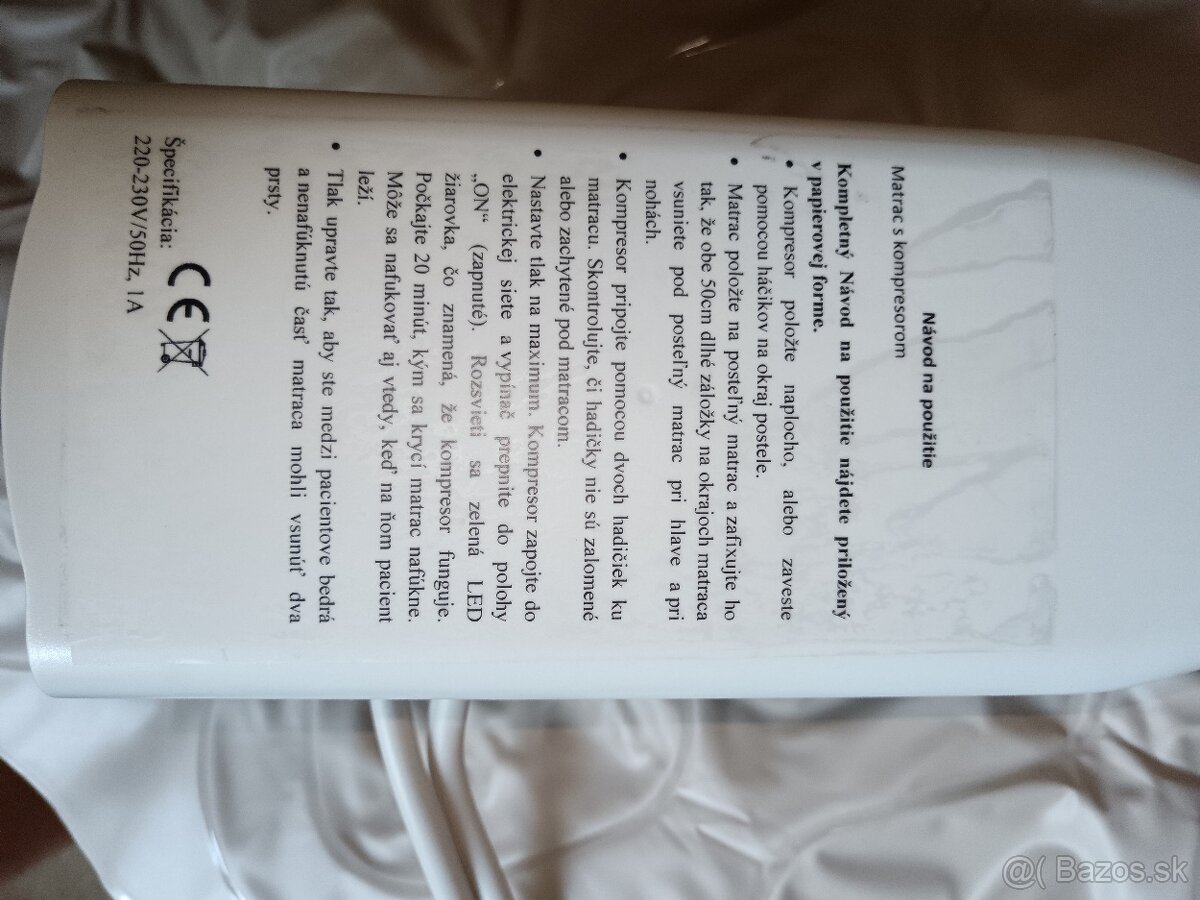 Návod na použitie
Matrac s kompresorom
Kompletný Návod na použitie nájdete priložený
v papierovej forme.
• Kompresor položte naplocho, alebo zaveste
pomocou háčikov na okraj postele.
• Matrac položte na posteľný matrac a zafixujte ho
tak, že obe 50cm dlhé záložky na okrajoch matraca
vsuniete pod posteľný matrac pri hlave a pri
nohách.
• Kompresor pripojte pomocou dvoch hadičiek ku
matracu. Skontrolujte, či hadičky nie sú zalomené
alebo zachytené pod matracom.
• Nastavte tlak na maximum. Kompresor zapojte do
elektrickej siete a vypínač prepnite do polohy
„ON“ (zapnuté). Rozsvieti sa zelená LED
žiarovka, čo znamená, že kompresor funguje.
Počkajte 20 minút, kým sa krycí matrac nafúkne.
Môže sa nafukovať aj vtedy, keď na ňom pacient
leží.
• Tlak upravte tak, aby ste medzi pacientove bedrá
a nenafúknutú časť matraca mohli vsunúť dva
prsty.
Špecifikácia:
220-230V/50Hz, 1A
CE
@( Bazos.sk